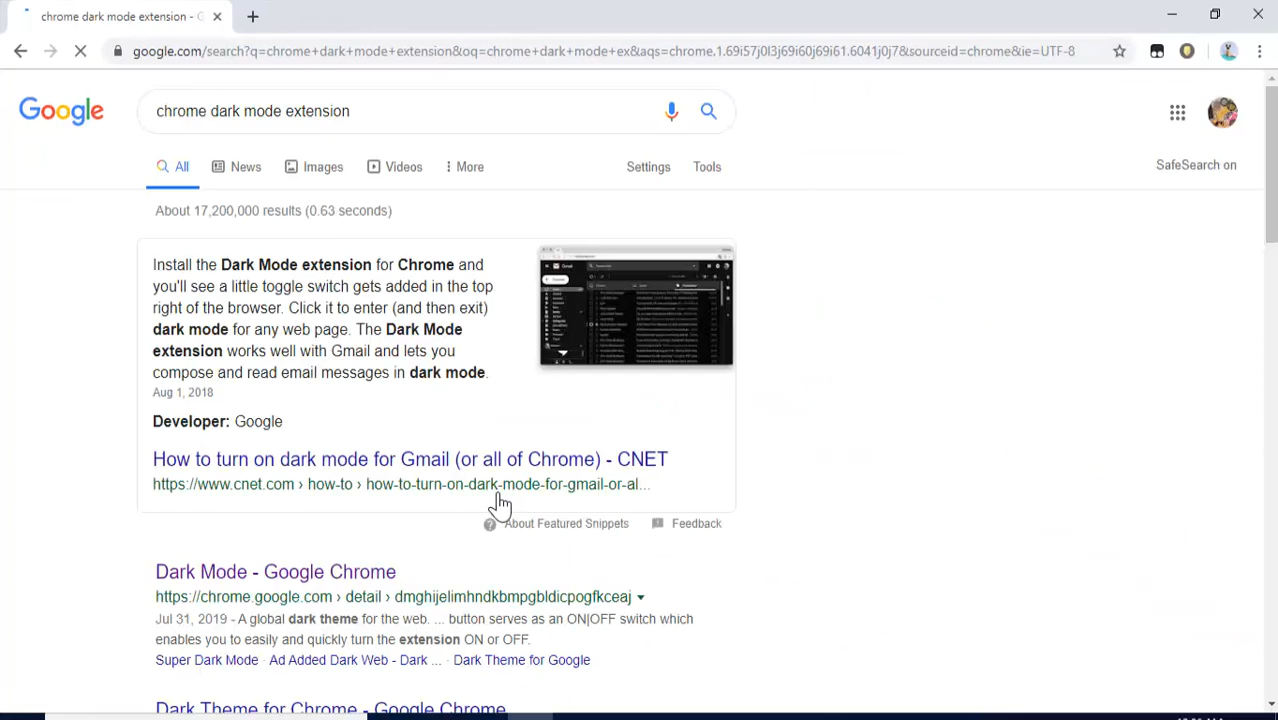 chrome dark mode extension - G
google.com/search?q=chrome+dark+mode+extension&oq=chrome+dark+mode+ex&aqs=chrome.1.69i57j0l3j69i60j69i61.6041j0j7&sourceid=chrome&ie=UTF-8
Google
chrome dark mode extension
All News Images Videos More Settings Tools
SafeSearch on
About 17,200,000 results (0.63 seconds)
Install the Dark Mode extension for Chrome and
you'll see a little toggle switch gets added in the top
right of the browser. Click it to enter (and then exit)
dark mode for any web page. The Dark Mode
extension works well with Gmail, letting you
composed and read email messages in dark mode.
Aug 1, 2018
Developer: Google
How to turn on dark mode for Gmail (or all of Chrome) - CNET
https://www.cnet.com › how-to › how-to-turn-on-dark-mode-for-gmail-or-al...
About Featured Snippets Feedback
Dark Mode - Google Chrome
https://chrome.google.com › detail › dmghijelimhndkbmpgbldicpogfkceaj
Jul 31, 2019 - A global dark theme for the web. ... button serves as an ON|OFF switch which
enables you to easily and quickly turn the extension ON or OFF.
Super Dark Mode · Ad Added Dark Web - Dark ... · Dark Theme for Google
Dark Theme for Chrome - Google Chrome